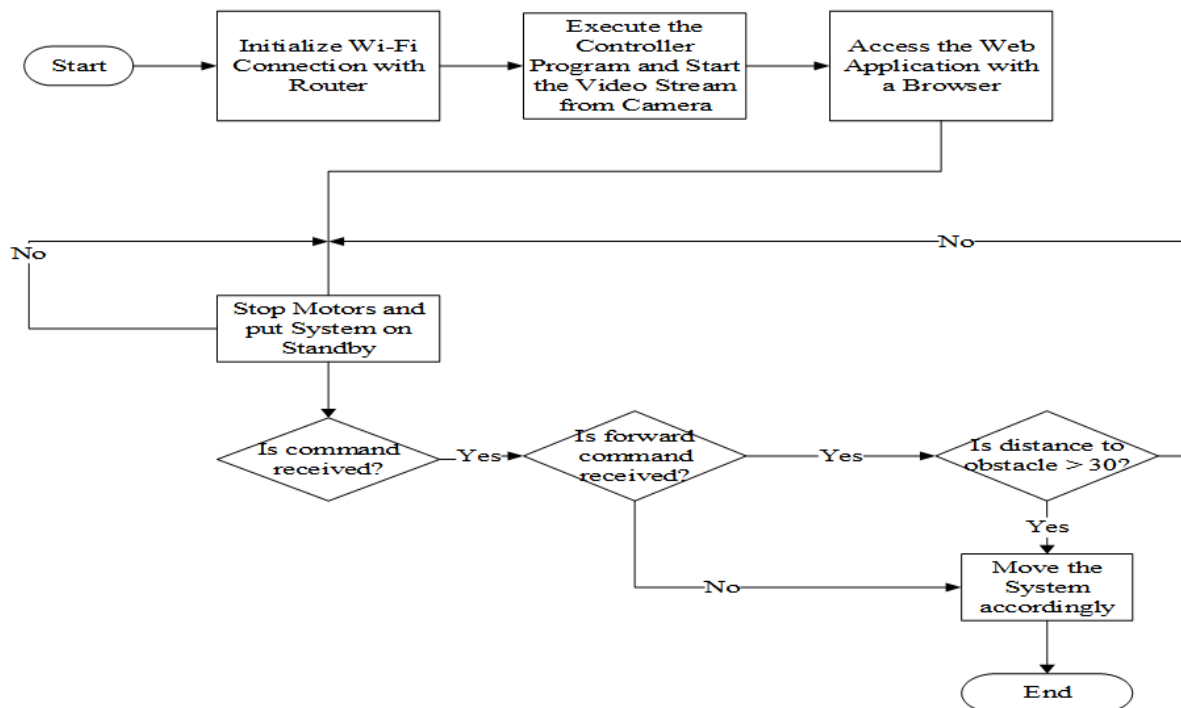 Start
Initialize Wi-Fi
Connection with
Router
Execute the
Controller
Program and Start
the Video Stream
from Camera
Access the Web
Application with
a Browser
No
No
Stop Motors and
put System on
Standby
Is command
received?
Yes
Is forward
command
received?
Yes
Is distance to
obstacle > 30?
Yes
No
Move the
System
accordingly
End